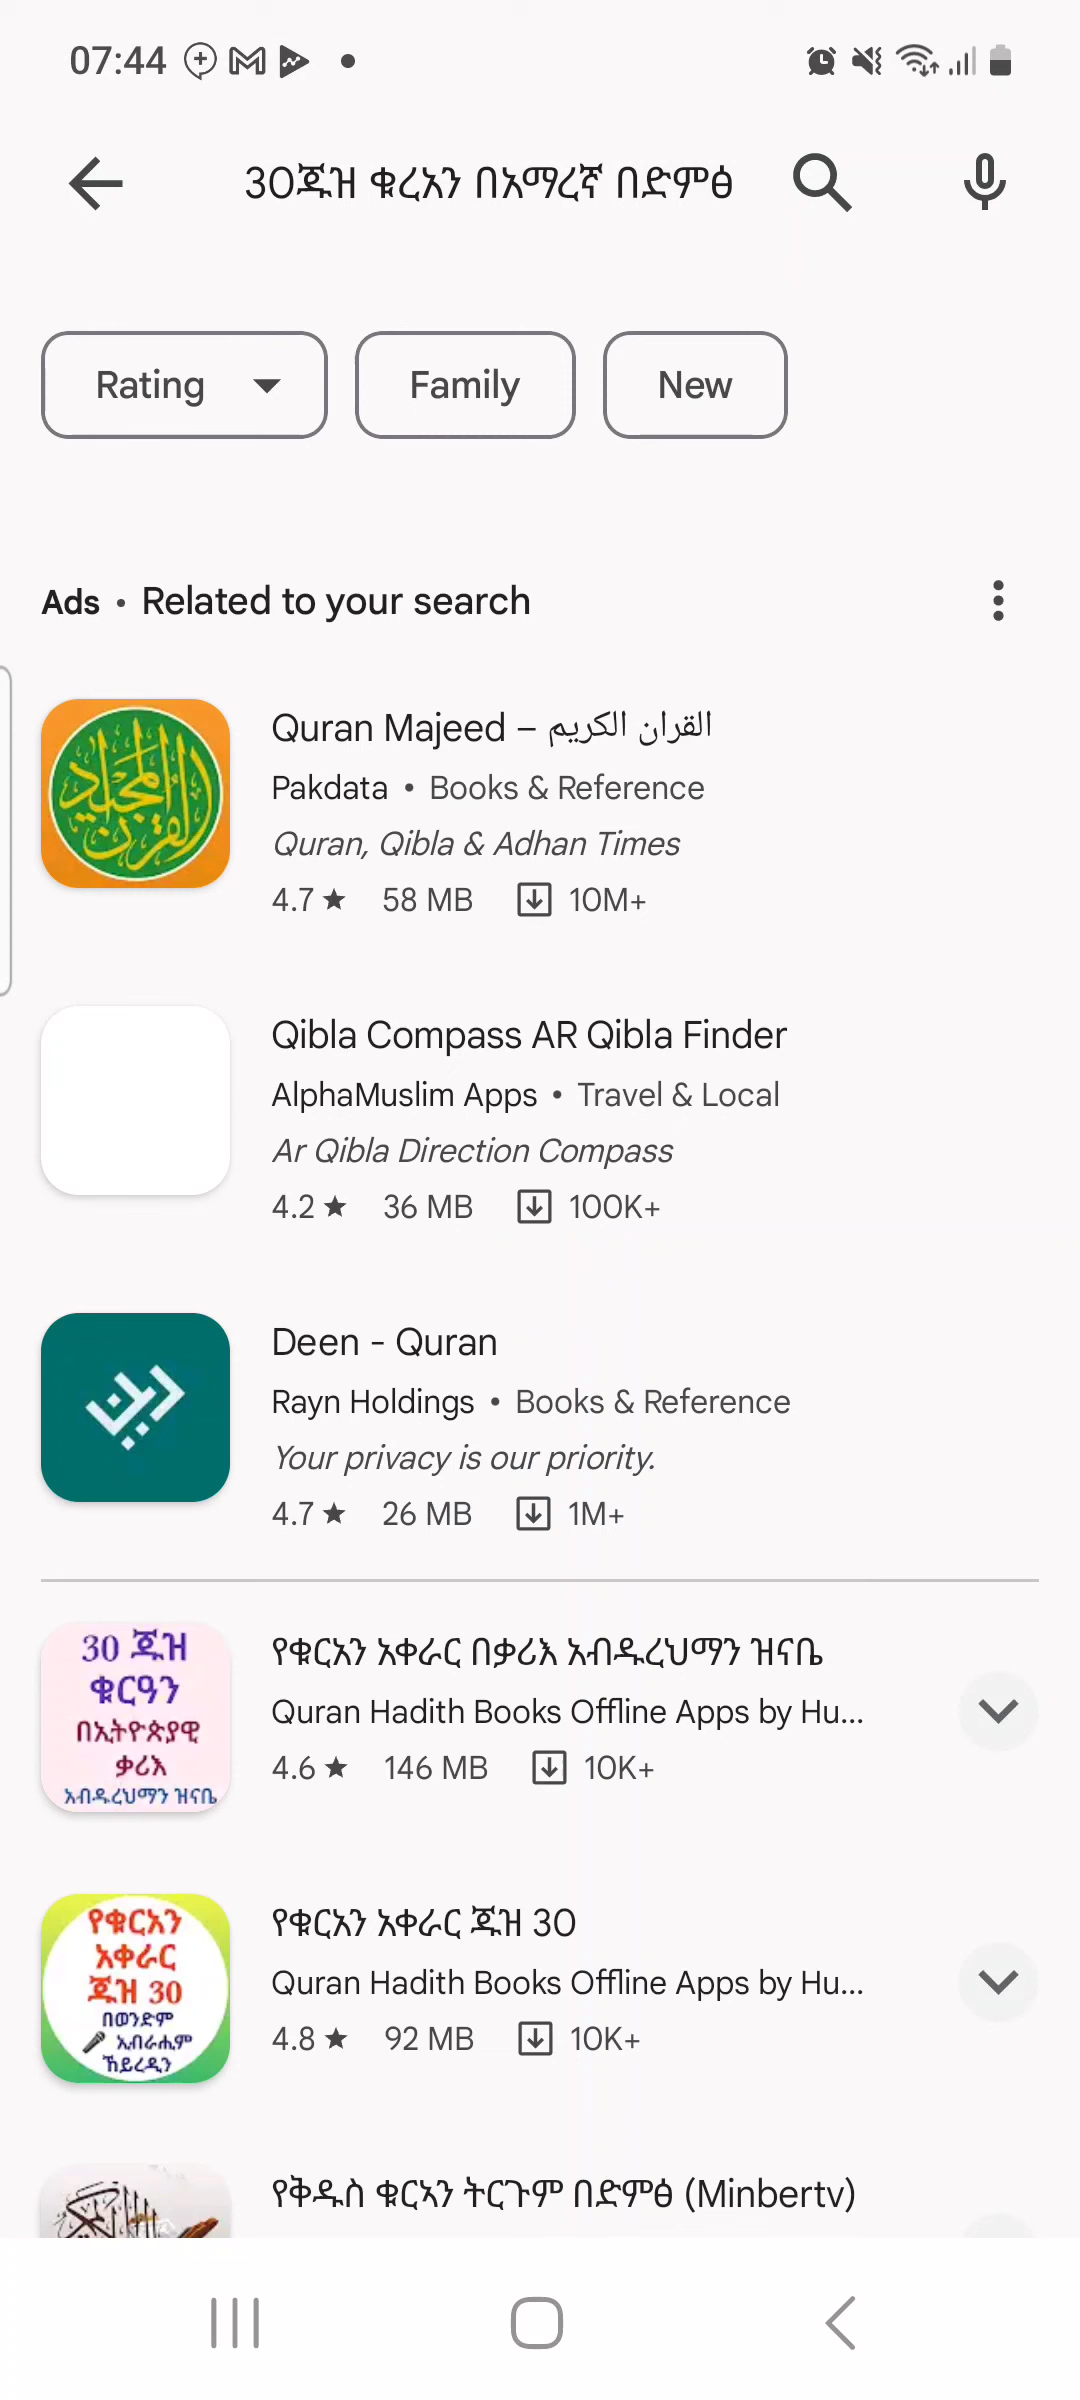 07:44
30ጁዝ ቁረአን በአማረኛ በድምፅ
Rating
Family
New
Ads • Related to your search
Quran Majeed – القران الكريم
Pakdata • Books & Reference
Quran, Qibla & Adhan Times
4.7 ★ 58 MB 10M+
Qibla Compass AR Qibla Finder
AlphaMuslim Apps • Travel & Local
Ar Qibla Direction Compass
4.2 ★ 36 MB 100K+
Deen - Quran
Rayn Holdings • Books & Reference
Your privacy is our priority.
4.7 ★ 26 MB 1M+
30 ጁዝ
ቁርዓን
በኢትዮጵያዊ
ቃሪእ
አብዱረህማን ዝናቤ
የቁርአን አቀራር በቃሪእ አብዱረህማን ዝናቤ
Quran Hadith Books Offline Apps by Hu...
4.6 ★ 146 MB 10K+
የቁርአን
አቀራር
ጁዝ 30
በወንድም
ኢብራሒም
ኸይረዲን
የቁርአን አቀራር ጁዝ 30
Quran Hadith Books Offline Apps by Hu...
4.8 ★ 92 MB 10K+
የቅዱስ ቁርኣን ትርጉም በድምፅ (Minbertv)